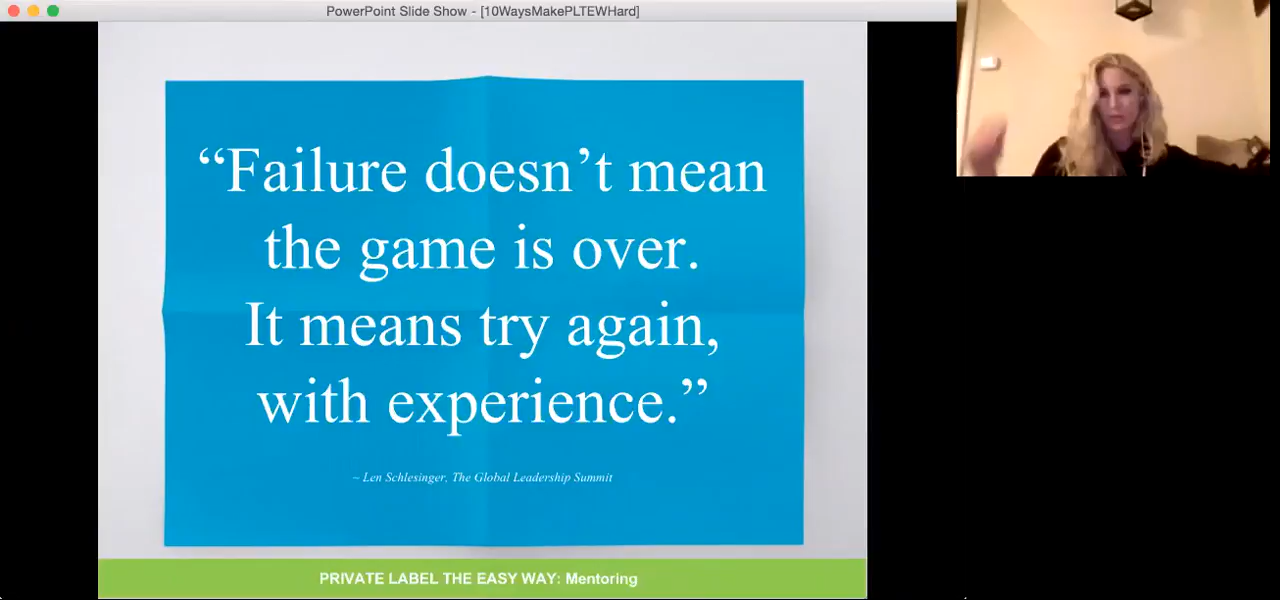 PowerPoint Slide Show - [10WaysMakePLTEWHard]
“Failure doesn’t mean
the game is over.
It means try again,
with experience.”
~ Len Schlesinger, The Global Leadership Summit
PRIVATE LABEL THE EASY WAY: Mentoring